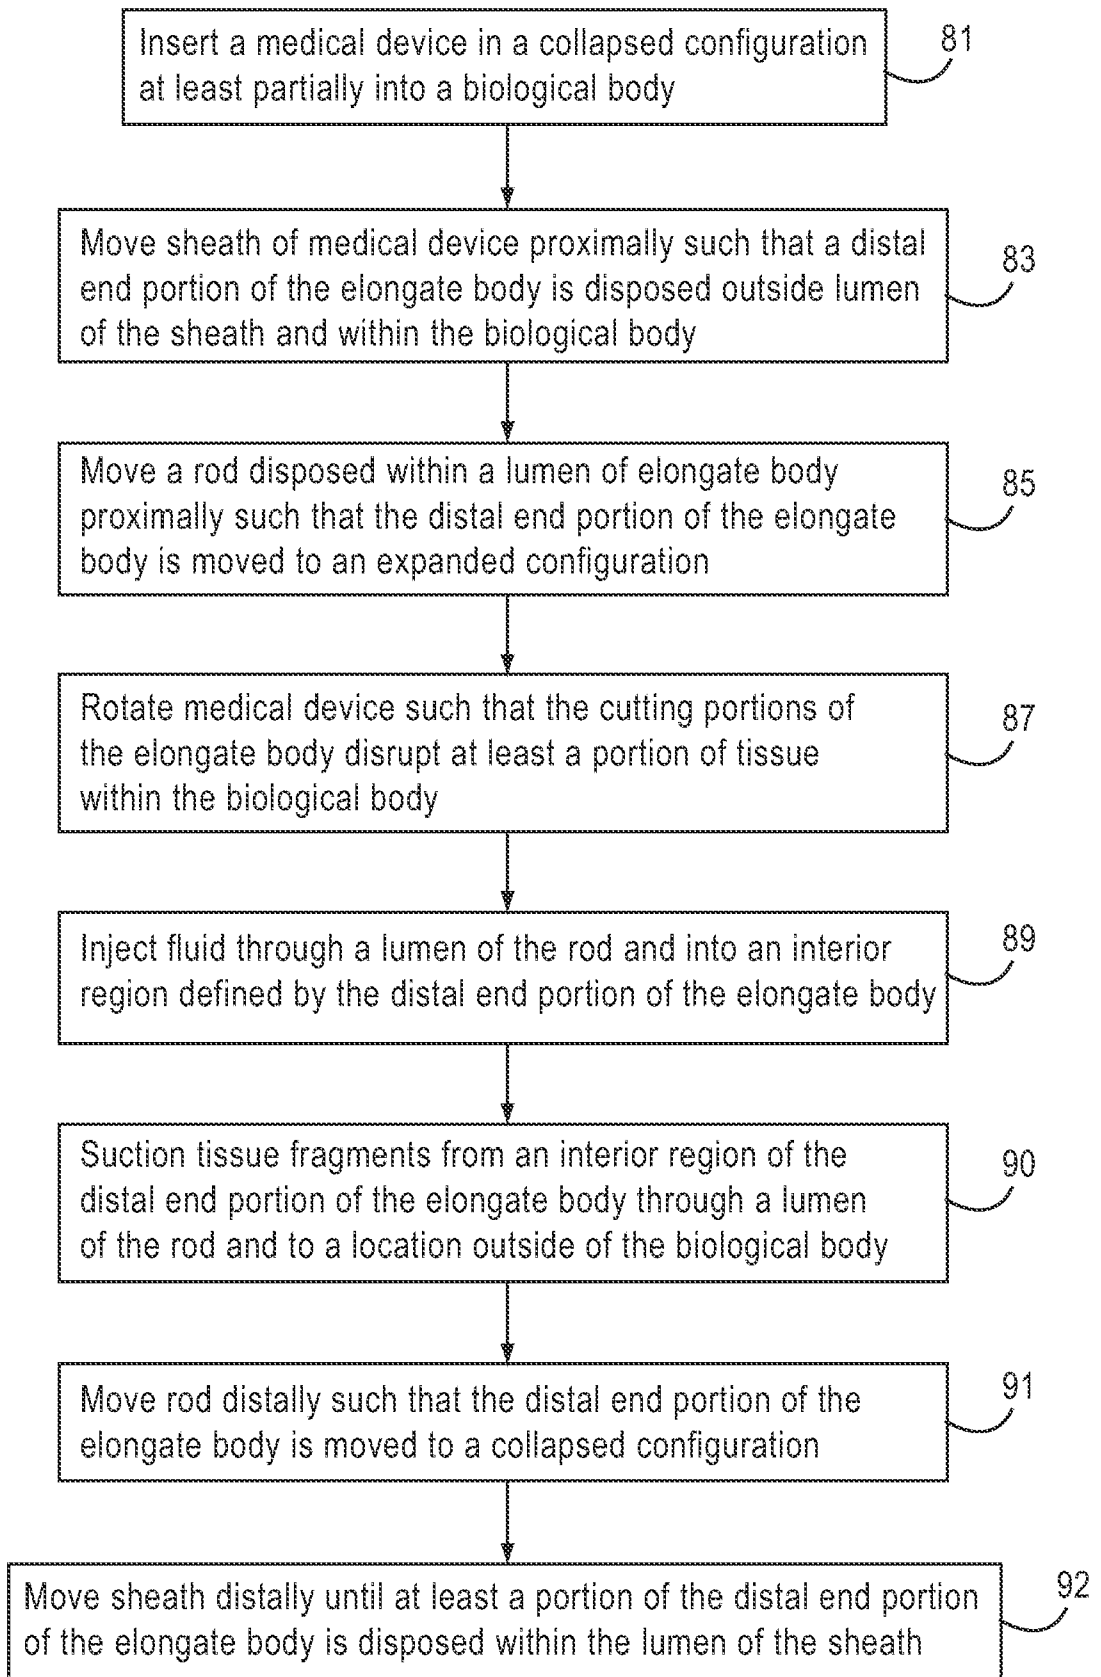 Insert a medical device in a collapsed configuration
at least partially into a biological body
81
Move sheath of medical device proximally such that a distal
end portion of the elongate body is disposed outside lumen
of the sheath and within the biological body
83
Move a rod disposed within a lumen of elongate body
proximally such that the distal end portion of the elongate
body is moved to an expanded configuration
85
Rotate medical device such that the cutting portions of
the elongate body disrupt at least a portion of tissue
within the biological body
87
Inject fluid through a lumen of the rod and into an interior
region defined by the distal end portion of the elongate body
89
Suction tissue fragments from an interior region of the
distal end portion of the elongate body through a lumen
of the rod and to a location outside of the biological body
90
Move rod distally such that the distal end portion of the
elongate body is moved to a collapsed configuration
91
Move sheath distally until at least a portion of the distal end portion
of the elongate body is disposed within the lumen of the sheath
92